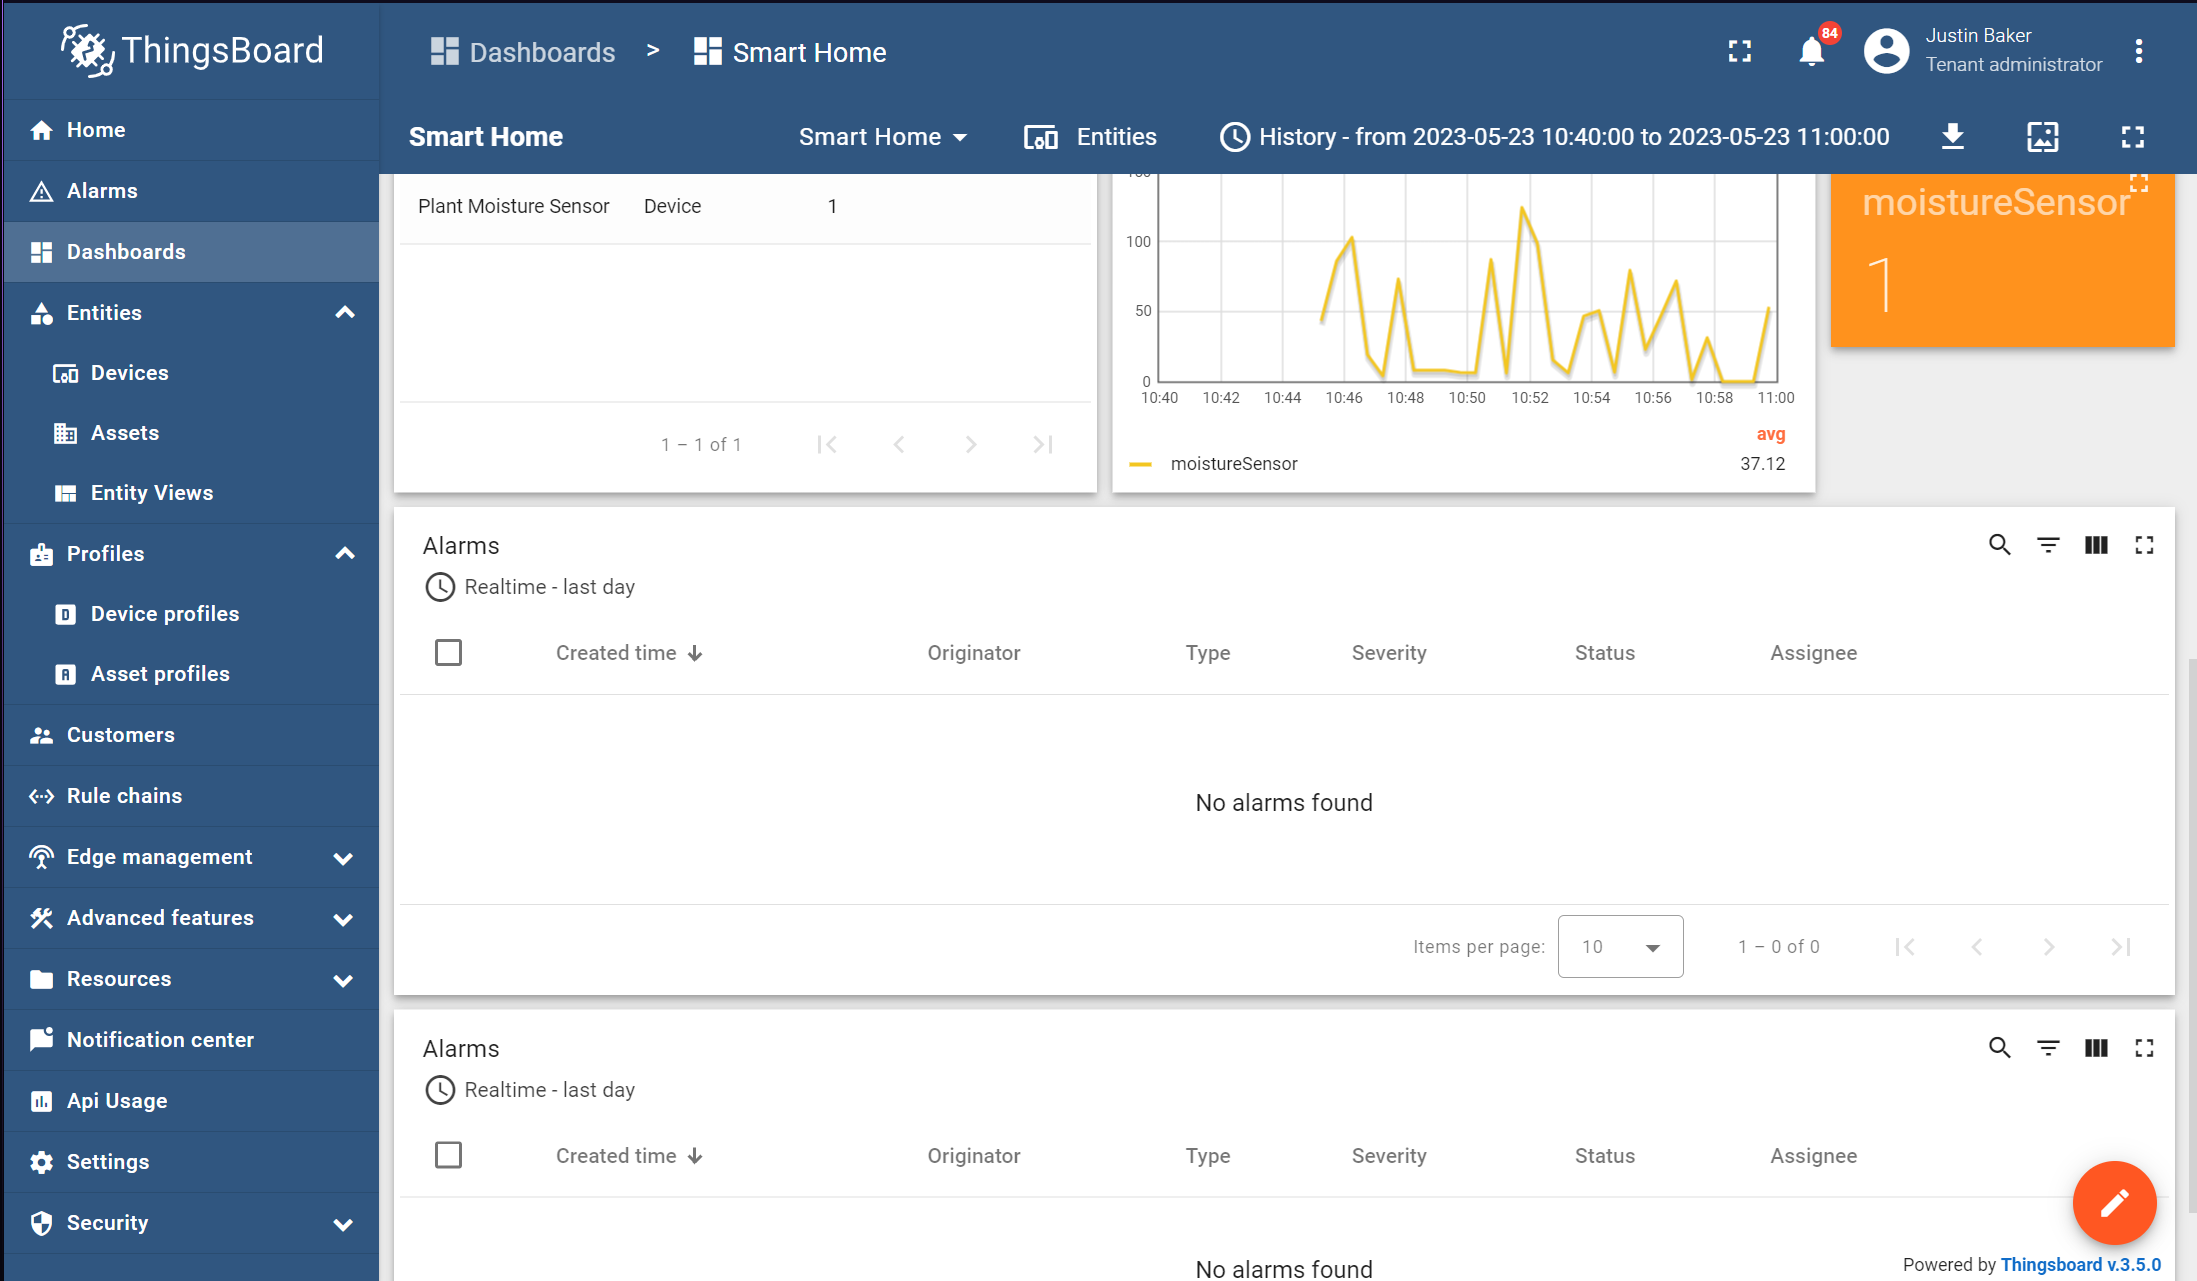 ThingsBoard
Home
Alarms
Dashboards
Entities
Devices
Assets
Entity Views
Profiles
Device profiles
Asset profiles
Customers
Rule chains
Edge management
Advanced features
Resources
Notification center
Api Usage
Settings
Security
Dashboards > Smart Home
84
Justin Baker
Tenant administrator
Smart Home
Smart Home
Entities
History - from 2023-05-23 10:40:00 to 2023-05-23 11:00:00
Plant Moisture Sensor Device 1
1 – 1 of 1
100
50
0
10:40 10:42 10:44 10:46 10:48 10:50 10:52 10:54 10:56 10:58 11:00
avg
moistureSensor 37.12
moistureSensor
1
Alarms
Realtime - last day
Created time Originator Type Severity Status Assignee
No alarms found
Items per page: 10 1 – 0 of 0
Alarms
Realtime - last day
Created time Originator Type Severity Status Assignee
No alarms found
Powered by Thingsboard v.3.5.0